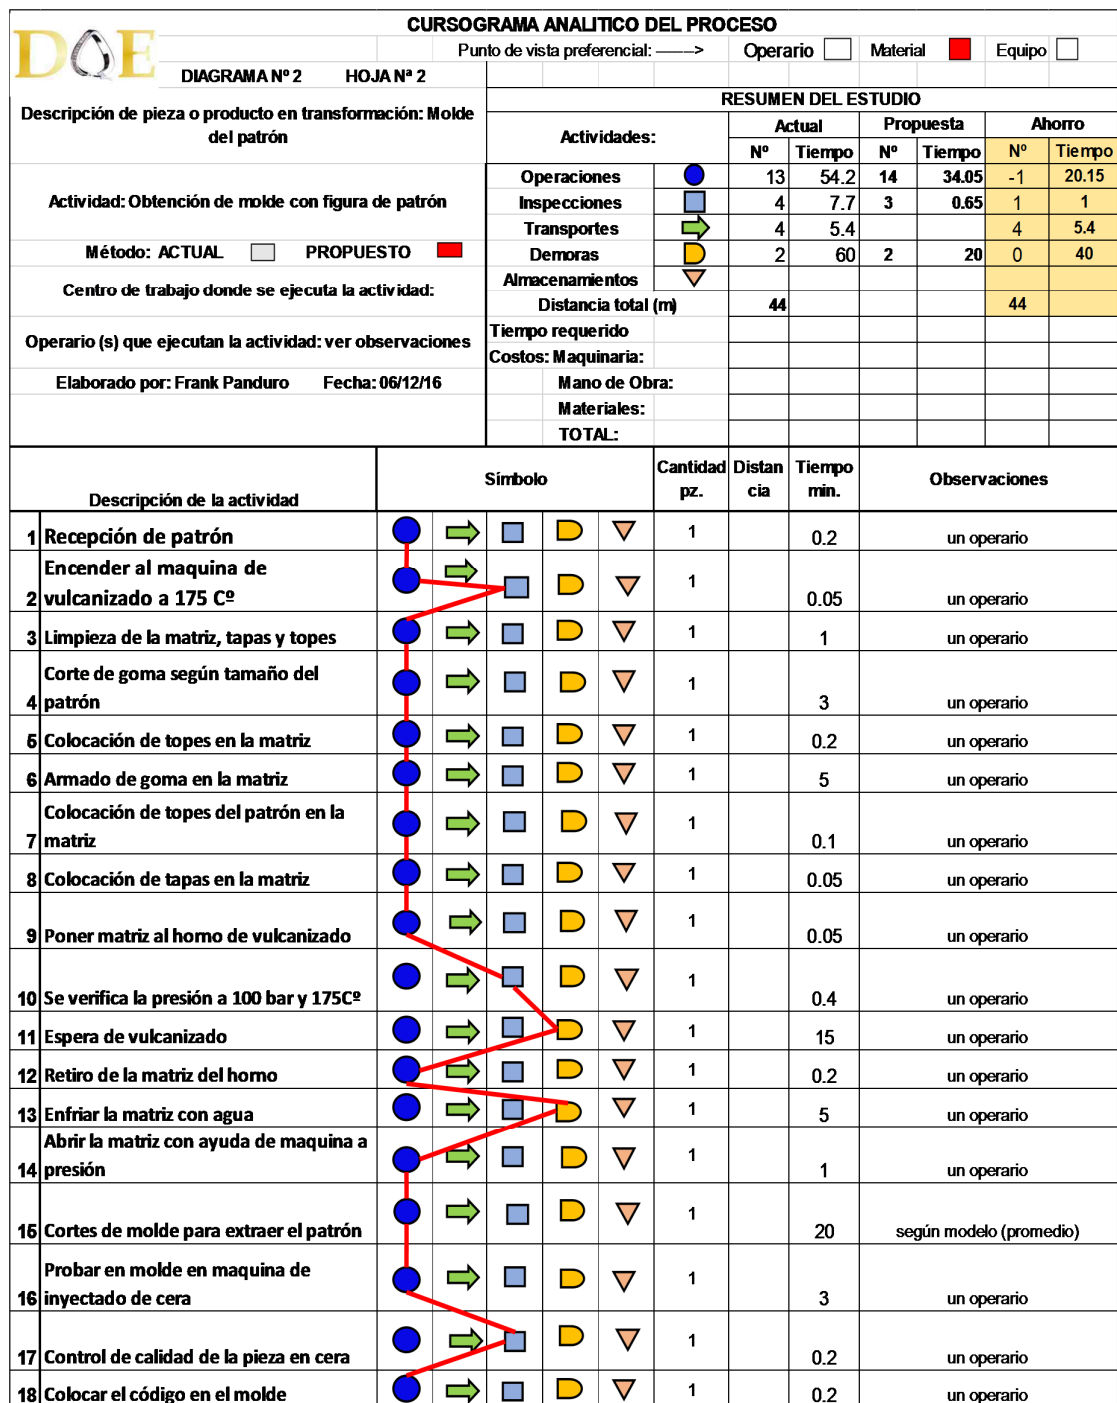 CURSOGRAMA ANALITICO DEL PROCESO
DQE
Punto de vista preferencial: ------> Operario Material Equipo
DIAGRAMA Nº 2 HOJA Nª 2
Descripción de pieza o producto en transformación: Molde
del patrón
RESUMEN DEL ESTUDIO
Actividades: Actual Propuesta Ahorro
Nº Tiempo Nº Tiempo Nº Tiempo
Operaciones 13 54.2 14 34.05 -1 20.15
Actividad: Obtención de molde con figura de patrón
Inspecciones 4 7.7 3 0.65 1 1
Transportes 4 5.4 4 5.4
Método: ACTUAL PROPUESTO
Demoras 2 60 2 20 0 40
Almacenamientos
Centro de trabajo donde se ejecuta la actividad:
Distancia total (m) 44 44
Tiempo requerido
Operario (s) que ejecutan la actividad: ver observaciones
Costos: Maquinaria:
Elaborado por: Frank Panduro Fecha: 06/12/16
Mano de Obra:
Materiales:
TOTAL:
Descripción de la actividad Símbolo Cantidad pz. Distan cia Tiempo min. Observaciones
1 Recepción de patrón 1 0.2 un operario
Encender al maquina de
2 vulcanizado a 175 Cº 1 0.05 un operario
3 Limpieza de la matriz, tapas y topes 1 1 un operario
Corte de goma según tamaño del
4 patrón 1 3 un operario
5 Colocación de topes en la matriz 1 0.2 un operario
6 Armado de goma en la matriz 1 5 un operario
Colocación de topes del patrón en la
7 matriz 1 0.1 un operario
8 Colocación de tapas en la matriz 1 0.05 un operario
9 Poner matriz al horno de vulcanizado 1 0.05 un operario
10 Se verifica la presión a 100 bar y 175Cº 1 0.4 un operario
11 Espera de vulcanizado 1 15 un operario
12 Retiro de la matriz del horno 1 0.2 un operario
13 Enfriar la matriz con agua 1 5 un operario
Abrir la matriz con ayuda de maquina a
14 presión 1 1 un operario
15 Cortes de molde para extraer el patrón 1 20 según modelo (promedio)
Probar en molde en maquina de
16 inyectado de cera 1 3 un operario
17 Control de calidad de la pieza en cera 1 0.2 un operario
18 Colocar el código en el molde 1 0.2 un operario